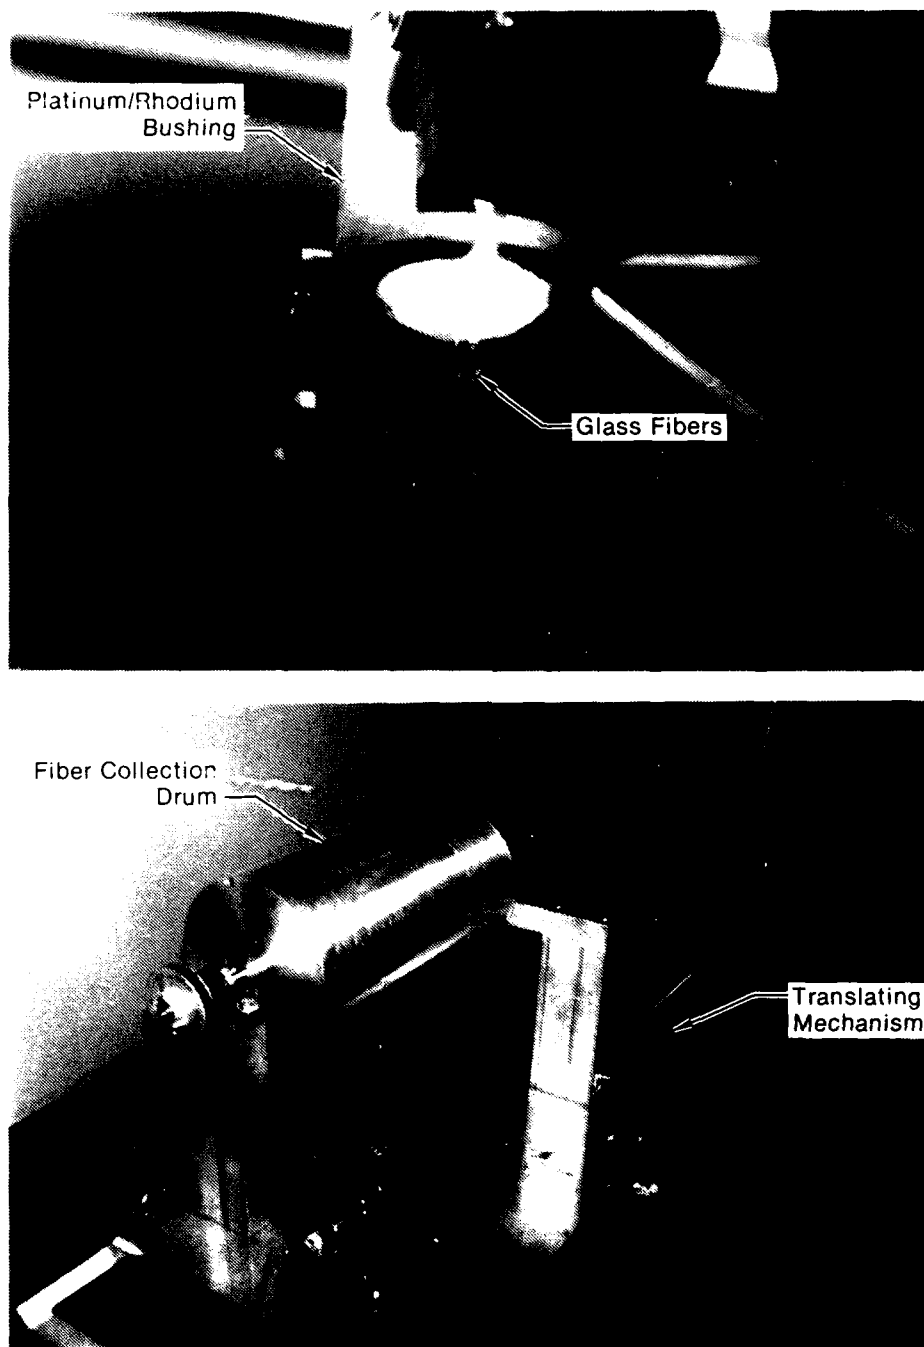 Platinum/Rhodium
Bushing
Glass Fibers
Fiber Collection
Drum
Translating
Mechanism